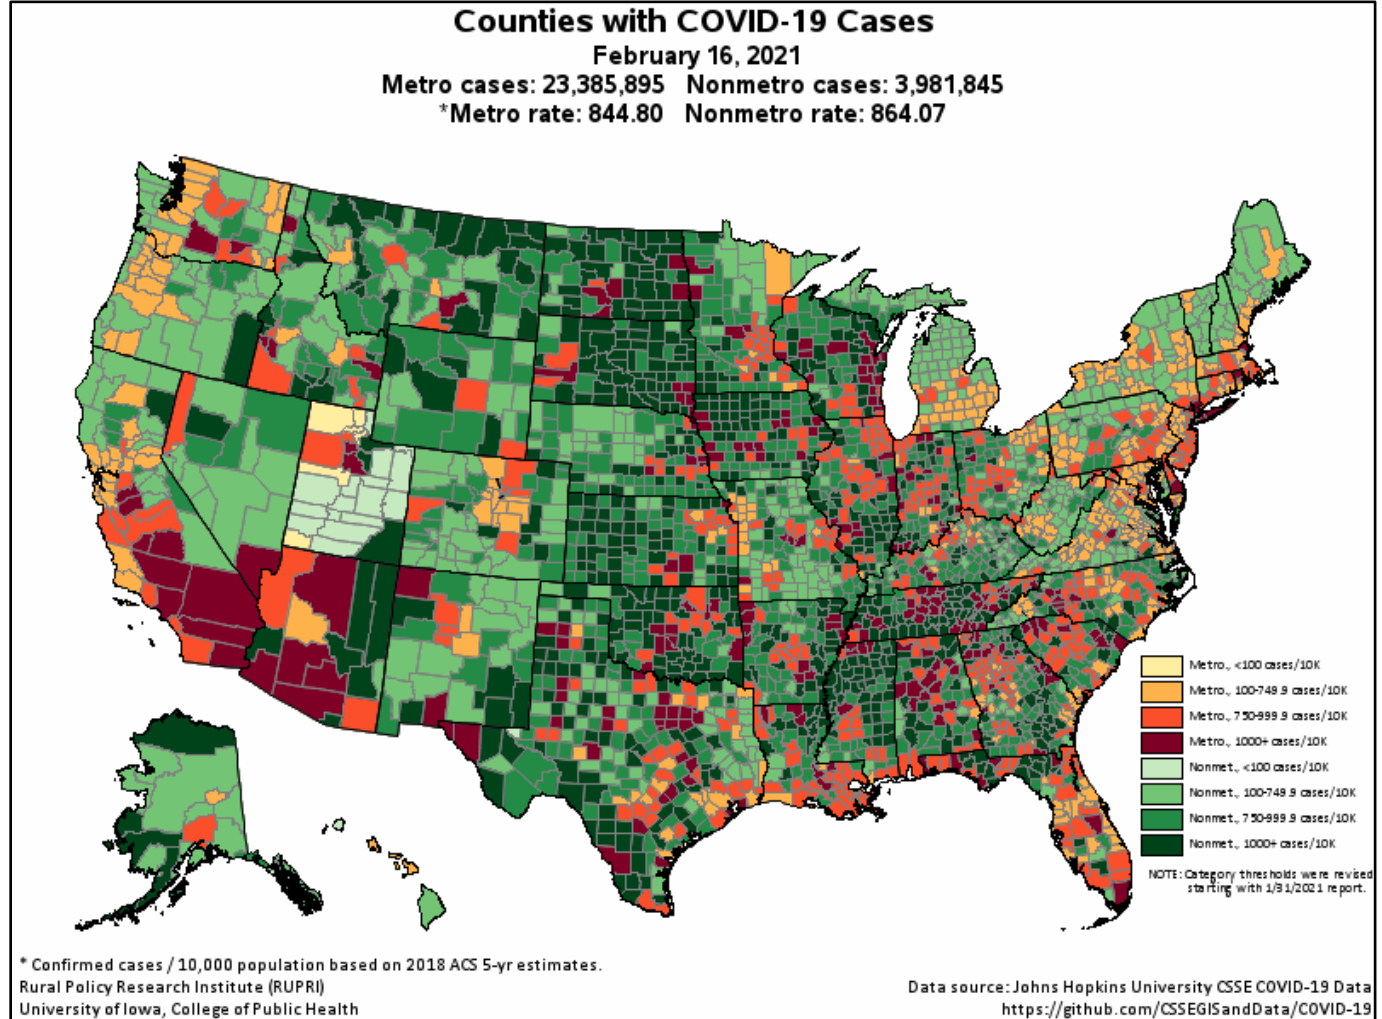 Counties with COVID-19 Cases
February 16, 2021
Metro cases: 23,385,895 Nonmetro cases: 3,981,845
*Metro rate: 844.80 Nonmetro rate: 864.07
Metro., <100 cases/10K
Metro., 100-749.9 cases/10K
Metro., 750-999.9 cases/10K
Metro., 1000+ cases/10K
Nonmet., <100 cases/10K
Nonmet., 100-749.9 cases/10K
Nonmet., 750-999.9 cases/10K
Nonmet., 1000+ cases/10K
NOTE: Category thresholds were revised
starting with 1/31/2021 report.
* Confirmed cases / 10,000 population based on 2018 ACS 5-yr estimates.
Rural Policy Research Institute (RUPRI)
University of Iowa, College of Public Health
Data source: Johns Hopkins University CSSE COVID-19 Data
https://github.com/CSSEGISandData/COVID-19